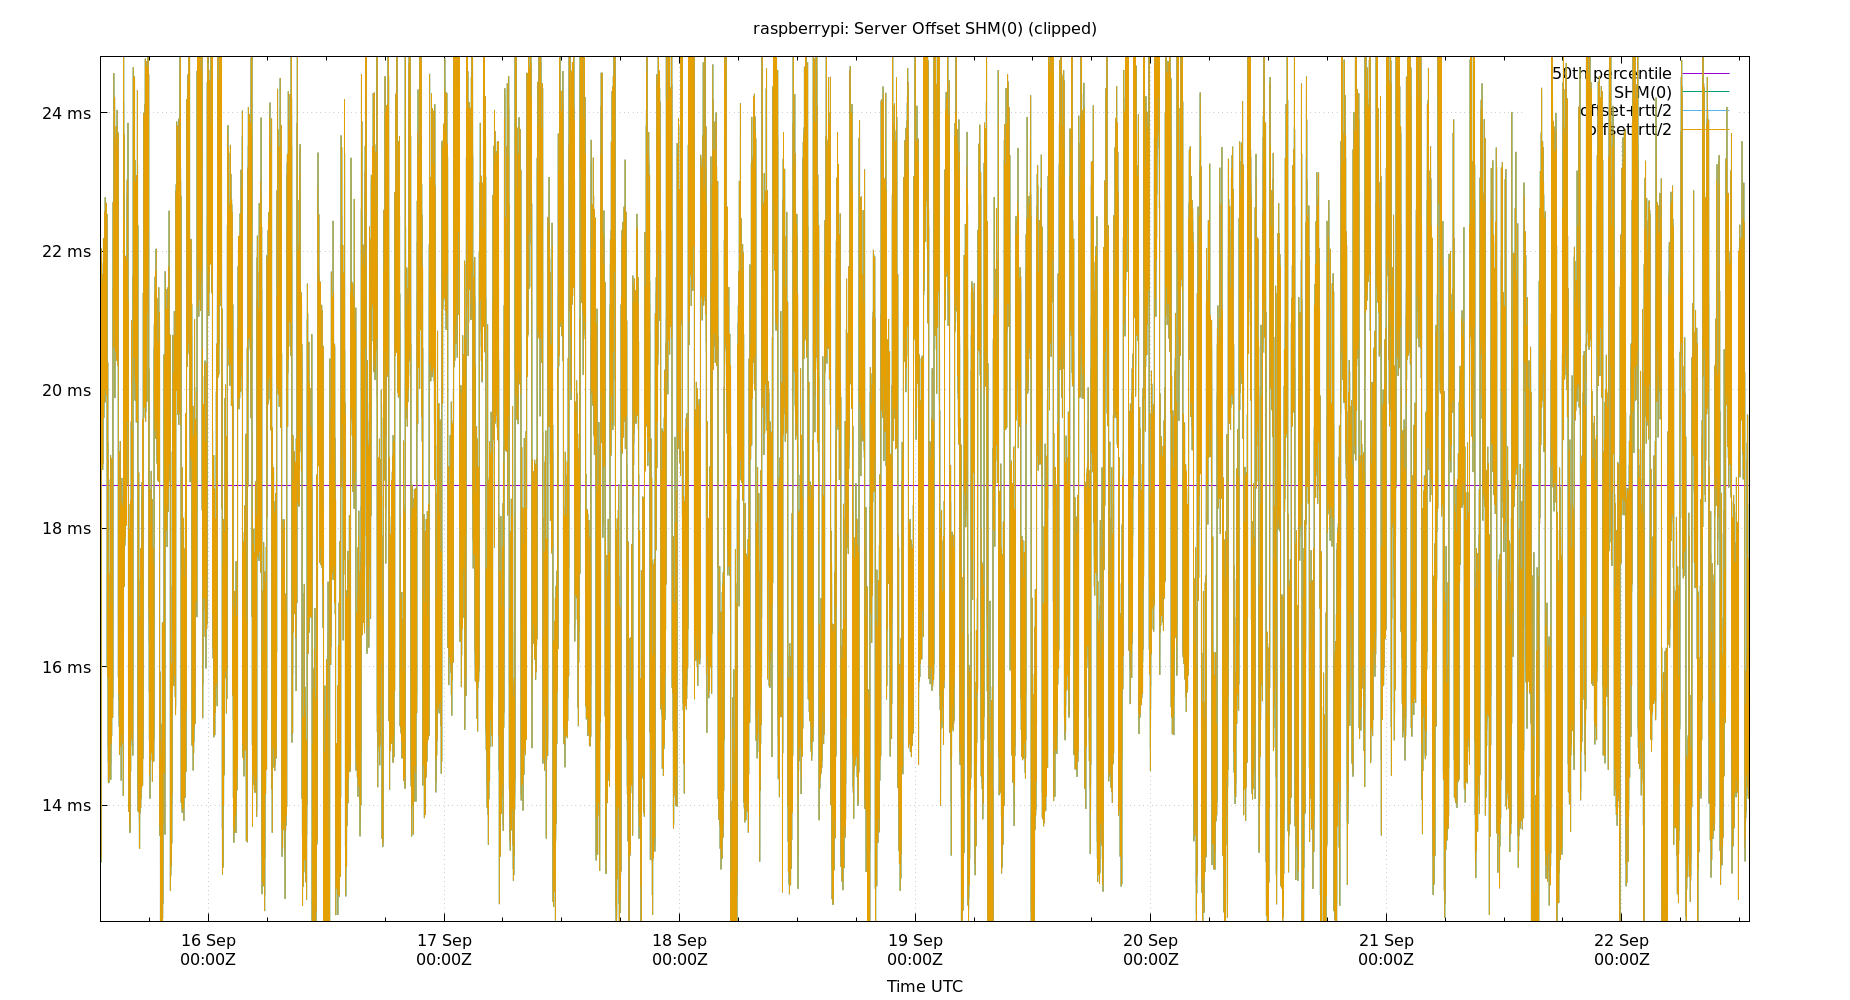 raspberrypi: Server Offset SHM(0) (clipped)
50th percentile
SHM(0)
offset+rtt/2
offset-rtt/2
24 ms
22 ms
20 ms
18 ms
16 ms
14 ms
16 Sep
00:00Z
17 Sep
00:00Z
18 Sep
00:00Z
19 Sep
00:00Z
20 Sep
00:00Z
21 Sep
00:00Z
22 Sep
00:00Z
Time UTC